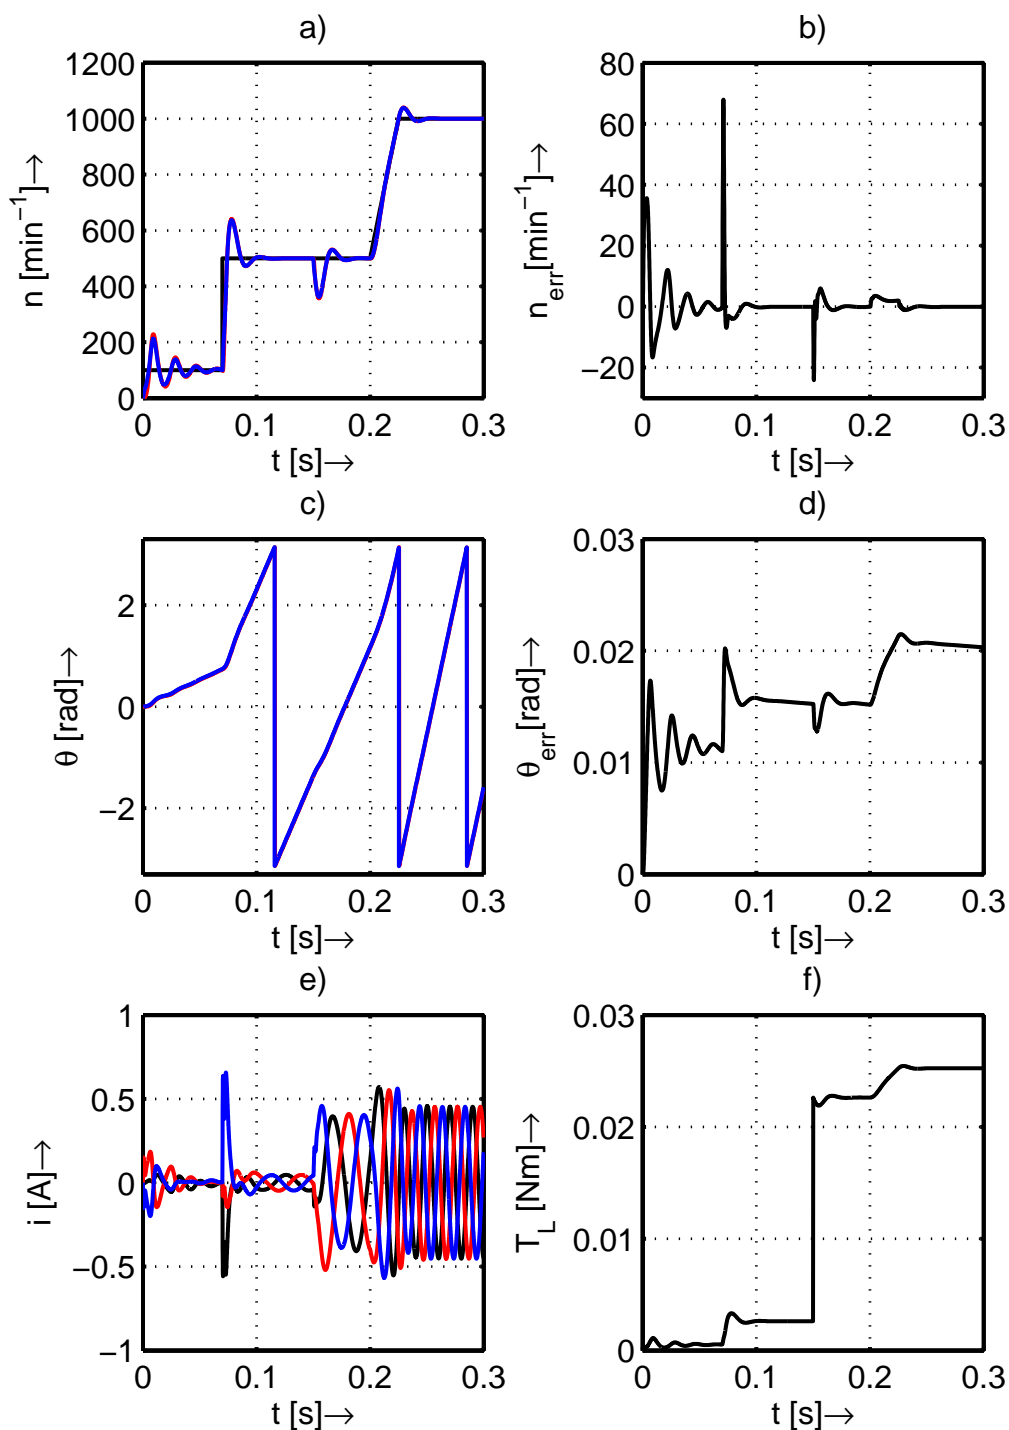 a)
1200
1000
800
600
400
200
0
0 0.1 0.2 0.3
n [min⁻¹]→
t [s]→
b)
80
60
40
20
0
−20
0 0.1 0.2 0.3
n_err[min⁻¹]→
t [s]→
c)
2
0
−2
0 0.1 0.2 0.3
θ [rad]→
t [s]→
d)
0.03
0.02
0.01
0
0 0.1 0.2 0.3
θ_err[rad]→
t [s]→
e)
1
0.5
0
−0.5
−1
0 0.1 0.2 0.3
i [A]→
t [s]→
f)
0.03
0.02
0.01
0
0 0.1 0.2 0.3
T_L [Nm]→
t [s]→